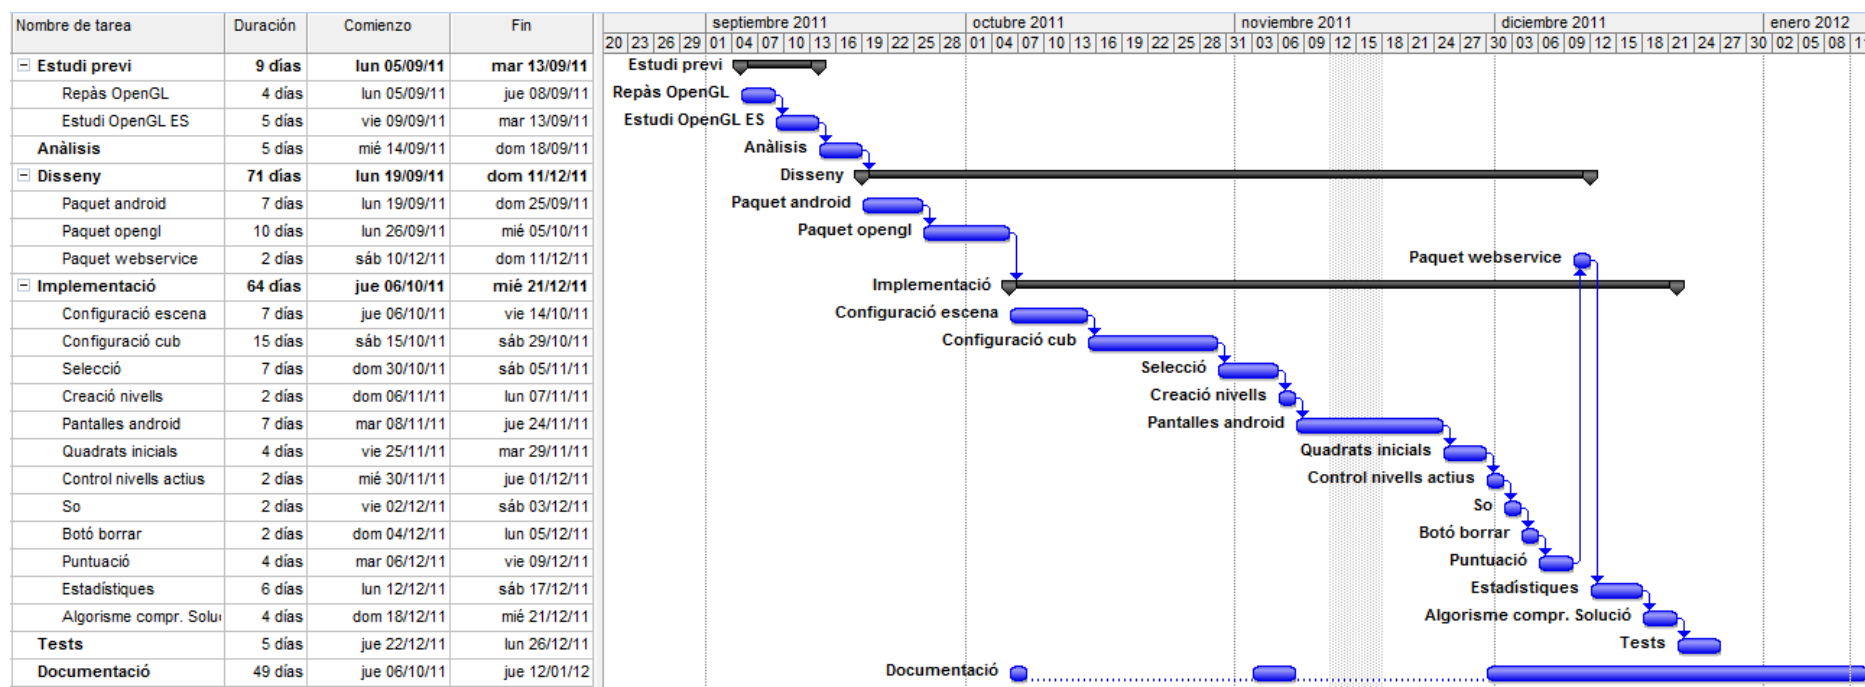 Nombre de tarea Duración Comienzo Fin
septiembre 2011 octubre 2011 noviembre 2011 diciembre 2011 enero 2012
20 23 26 29 01 04 07 10 13 16 19 22 25 28 01 04 07 10 13 16 19 22 25 28 31 03 06 09 12 15 18 21 24 27 30 03 06 09 12 15 18 21 24 27 30 02 05 08 11
Estudi previ 9 días lun 05/09/11 mar 13/09/11 Estudi previ
Repàs OpenGL 4 días lun 05/09/11 jue 08/09/11 Repàs OpenGL
Estudi OpenGL ES 5 días vie 09/09/11 mar 13/09/11 Estudi OpenGL ES
Anàlisis 5 días mié 14/09/11 dom 18/09/11 Anàlisis
Disseny 71 días lun 19/09/11 dom 11/12/11 Disseny
Paquet android 7 días lun 19/09/11 dom 25/09/11 Paquet android
Paquet opengl 10 días lun 26/09/11 mié 05/10/11 Paquet opengl
Paquet webservice 2 días sáb 10/12/11 dom 11/12/11 Paquet webservice
Implementació 64 días jue 06/10/11 mié 21/12/11 Implementació
Configuració escena 7 días jue 06/10/11 vie 14/10/11 Configuració escena
Configuració cub 15 días sáb 15/10/11 sáb 29/10/11 Configuració cub
Selecció 7 días dom 30/10/11 sáb 05/11/11 Selecció
Creació nivells 2 días dom 06/11/11 lun 07/11/11 Creació nivells
Pantalles android 7 días mar 08/11/11 jue 24/11/11 Pantalles android
Quadrats inicials 4 días vie 25/11/11 mar 29/11/11 Quadrats inicials
Control nivells actius 2 días mié 30/11/11 jue 01/12/11 Control nivells actius
So 2 días vie 02/12/11 sáb 03/12/11 So
Botó borrar 2 días dom 04/12/11 lun 05/12/11 Botó borrar
Puntuació 4 días mar 06/12/11 vie 09/12/11 Puntuació
Estadístiques 6 días lun 12/12/11 sáb 17/12/11 Estadístiques
Algorisme compr. Solu 4 días dom 18/12/11 mié 21/12/11 Algorisme compr. Solució
Tests 5 días jue 22/12/11 lun 26/12/11 Tests
Documentació 49 días jue 06/10/11 jue 12/01/12 Documentació